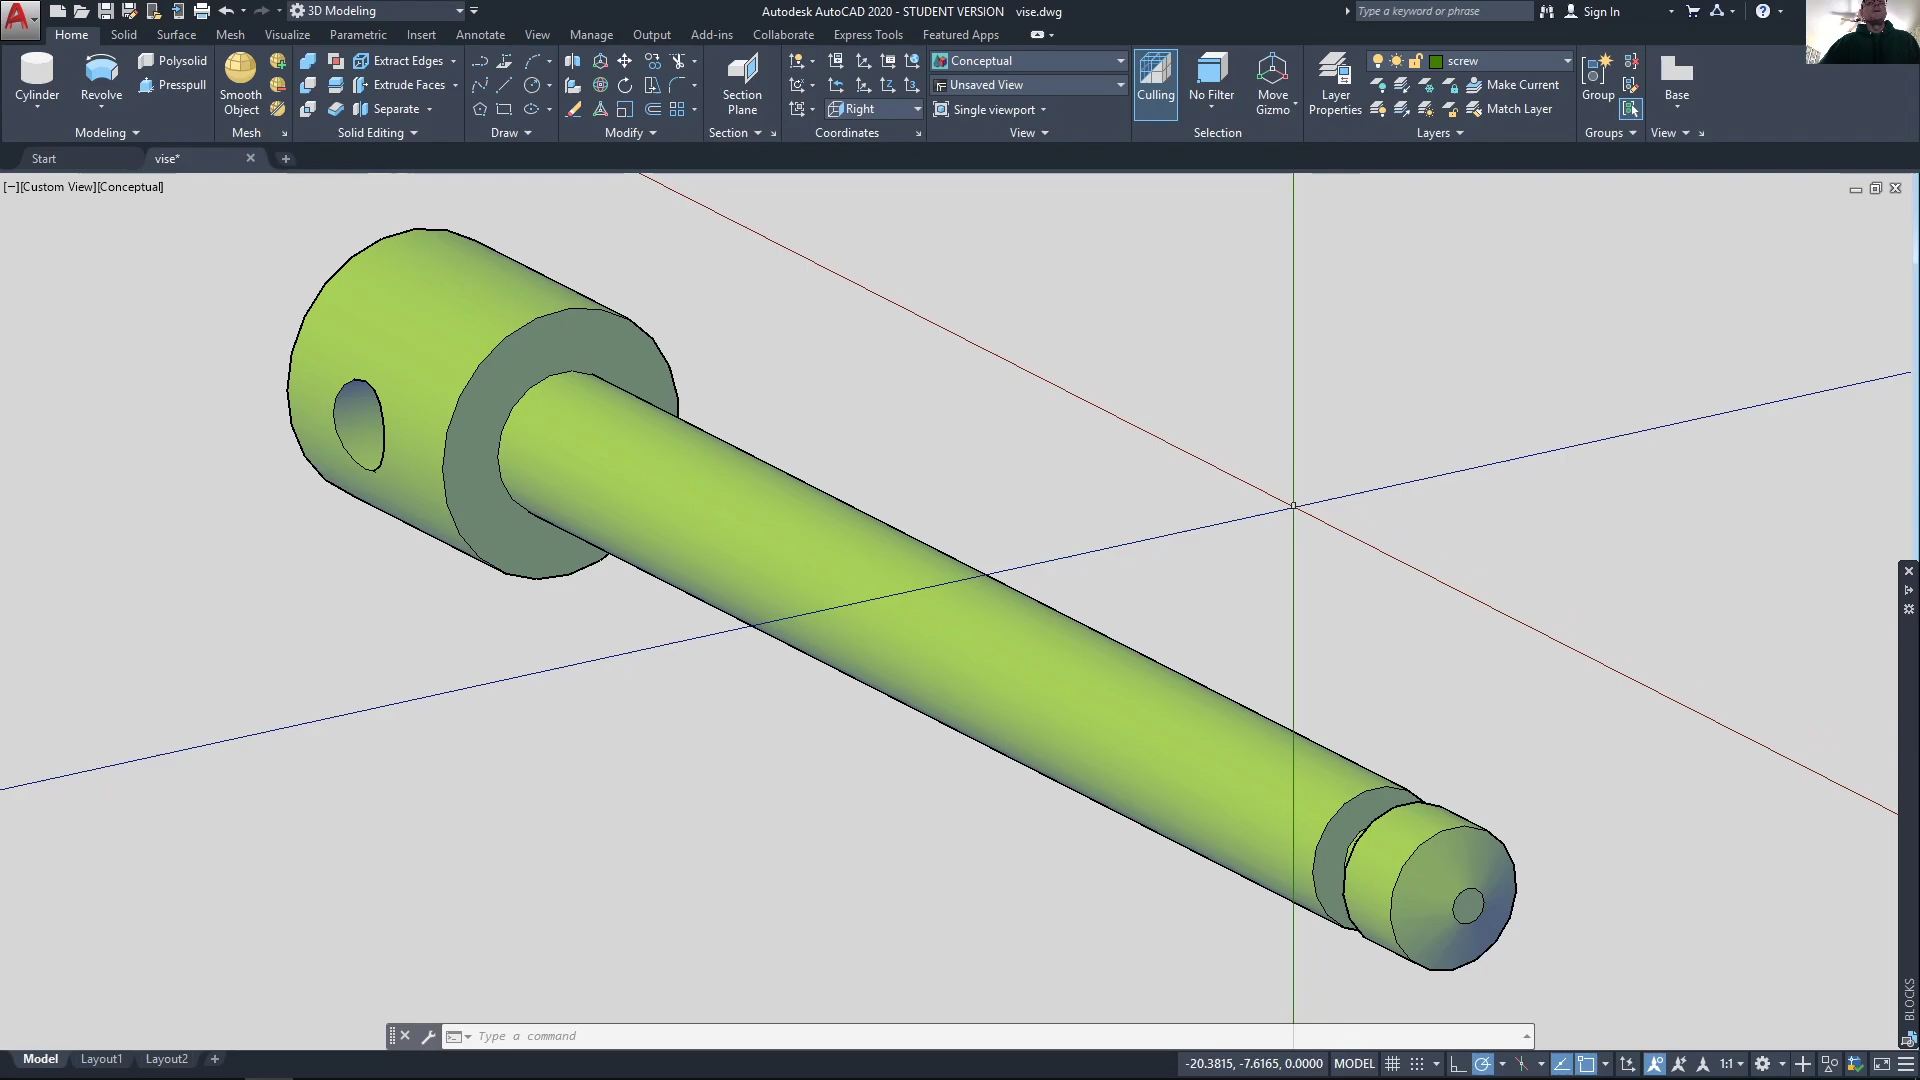 3D Modeling
Autodesk AutoCAD 2020 - STUDENT VERSION vise.dwg
Type a keyword or phrase
Sign In
Home Solid Surface Mesh Visualize Parametric Insert Annotate View Manage Output Add-ins Collaborate Express Tools Featured Apps
Cylinder
Revolve
Polysolid
Presspull
Modeling
Smooth
Object
Mesh
Extract Edges
Extrude Faces
Separate
Solid Editing
Draw
Modify
Section
Plane
Section
Right
Coordinates
Conceptual
Unsaved View
Single viewport
View
Culling
No Filter
Move
Gizmo
Selection
Layer
Properties
screw
Make Current
Match Layer
Layers
Group
Groups
Base
View
Start vise*
[−][Custom View][Conceptual]
BLOCKS
Type a command
Model Layout1 Layout2
-20.3815, -7.6165, 0.0000 MODEL 1:1